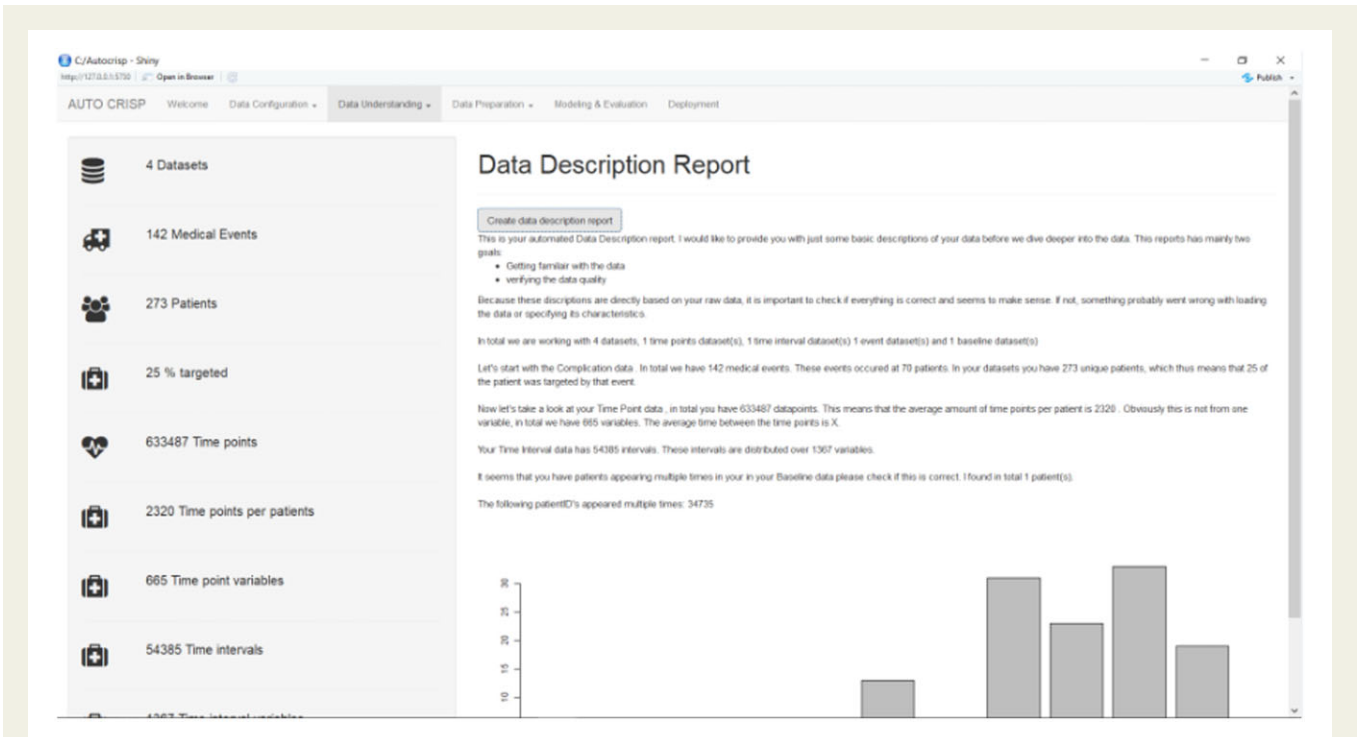 C:/Autocrisp - Shiny
http://127.0.0.1:5730 Open in Browser
Publish
AUTO CRISP Welcome Data Configuration Data Understanding Data Preparation Modeling & Evaluation Deployment
4 Datasets
142 Medical Events
273 Patients
25 % targeted
633487 Time points
2320 Time points per patients
665 Time point variables
54385 Time intervals
1367 Time interval variables
Data Description Report
Create data description report
This is your automated Data Description report. I would like to provide you with just some basic descriptions of your data before we dive deeper into the data. This reports has mainly two
goals:
• Getting familair with the data
• verifying the data quality
Because these discriptions are directly based on your raw data, it is important to check if everything is correct and seems to make sense. If not, something probably went wrong with loading
the data or specifying its characteristics.
In total we are working with 4 datasets, 1 time points dataset(s), 1 time interval dataset(s) 1 event dataset(s) and 1 baseline dataset(s)
Let's start with the Complication data . In total we have 142 medical events. These events occured at 70 patients. In your datasets you have 273 unique patients, which thus means that 25 of
the patient was targeted by that event.
Now let's take a look at your Time Point data , in total you have 633487 datapoints. This means that the average amount of time points per patient is 2320 . Obviously this is not from one
variable, in total we have 665 variables. The average time between the time points is X.
Your Time Interval data has 54385 intervals. These intervals are distributed over 1367 variables.
It seems that you have patients appearing multiple times in your in your Baseline data please check if this is correct. I found in total 1 patient(s).
The following patientID's appeared multiple times: 34735
30
25
20
15
10